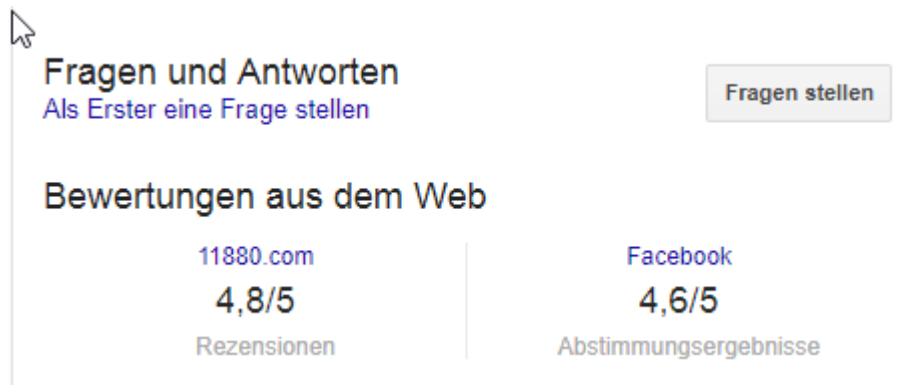 Fragen und Antworten
Als Erster eine Frage stellen
Fragen stellen
Bewertungen aus dem Web
11880.com
4,8/5
Rezensionen
Facebook
4,6/5
Abstimmungsergebnisse